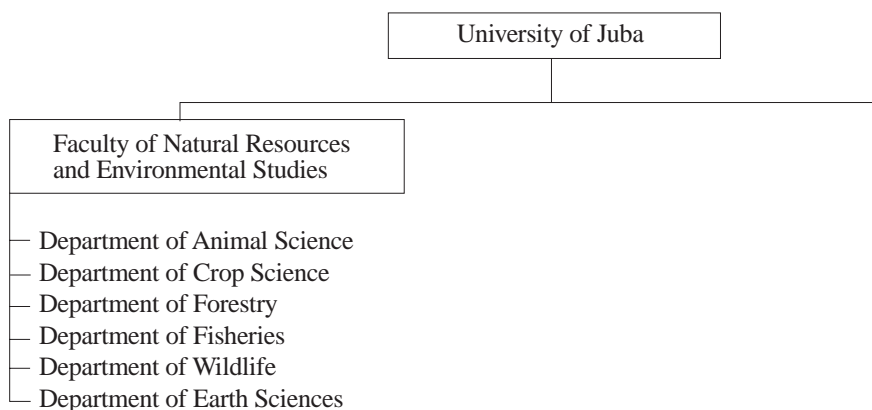 University of Juba
Faculty of Natural Resources
and Environmental Studies
Department of Animal Science
Department of Crop Science
Department of Forestry
Department of Fisheries
Department of Wildlife
Department of Earth Sciences